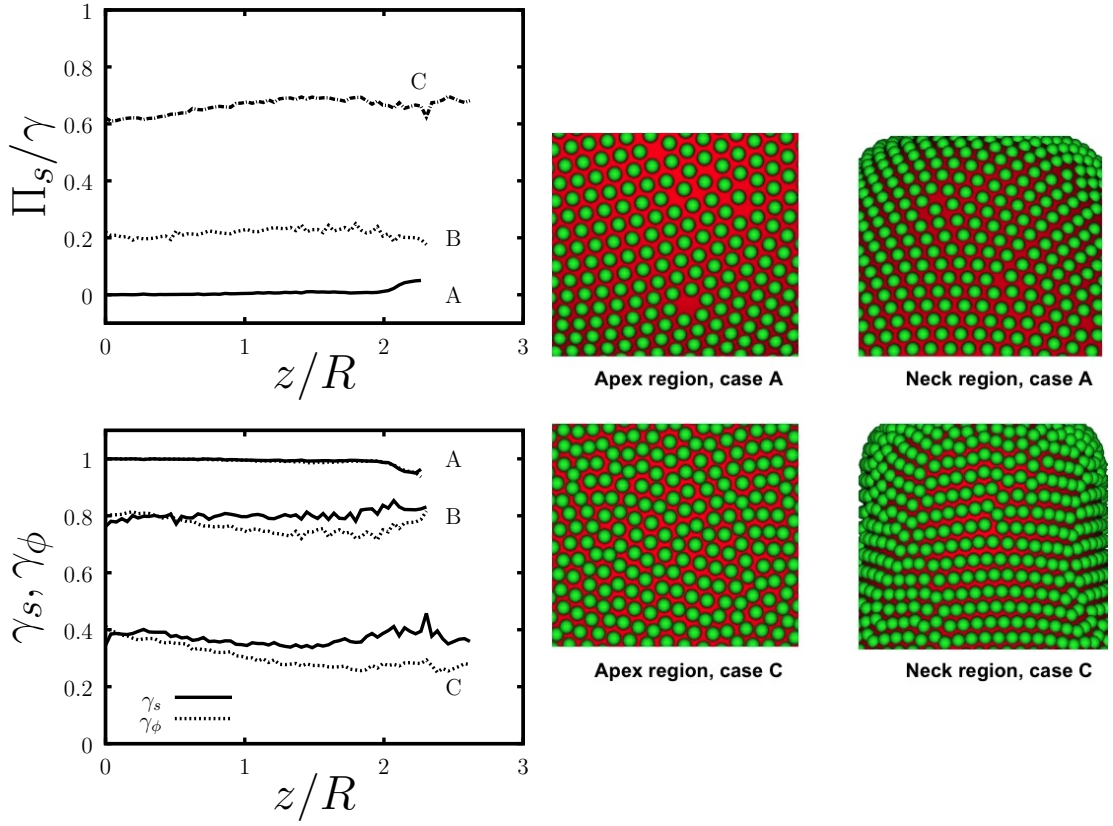 1
0.8
0.6
0.4
0.2
0
Π_s/γ
C
B
A
0 1 2 3
z/R
Apex region, case A
Neck region, case A
1
0.8
0.6
0.4
0.2
0
γ_s, γ_ϕ
A
B
C
γ_s
γ_ϕ
0 1 2 3
z/R
Apex region, case C
Neck region, case C